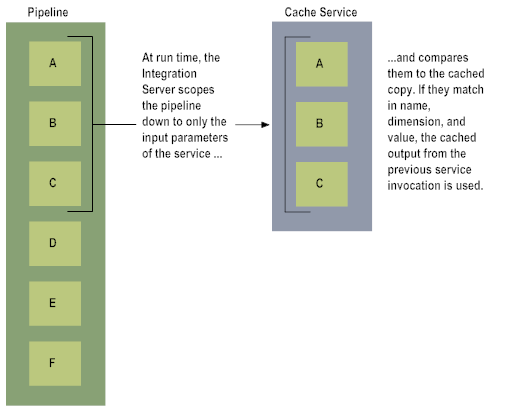 Pipeline
A
B
C
D
E
F
At run time, the
Integration
Server scopes
the pipeline
down to only the
input parameters
of the service ...
Cache Service
A
B
C
...and compares
them to the cached
copy. If they match
in name,
dimension, and
value, the cached
output from the
previous service
invocation is used.